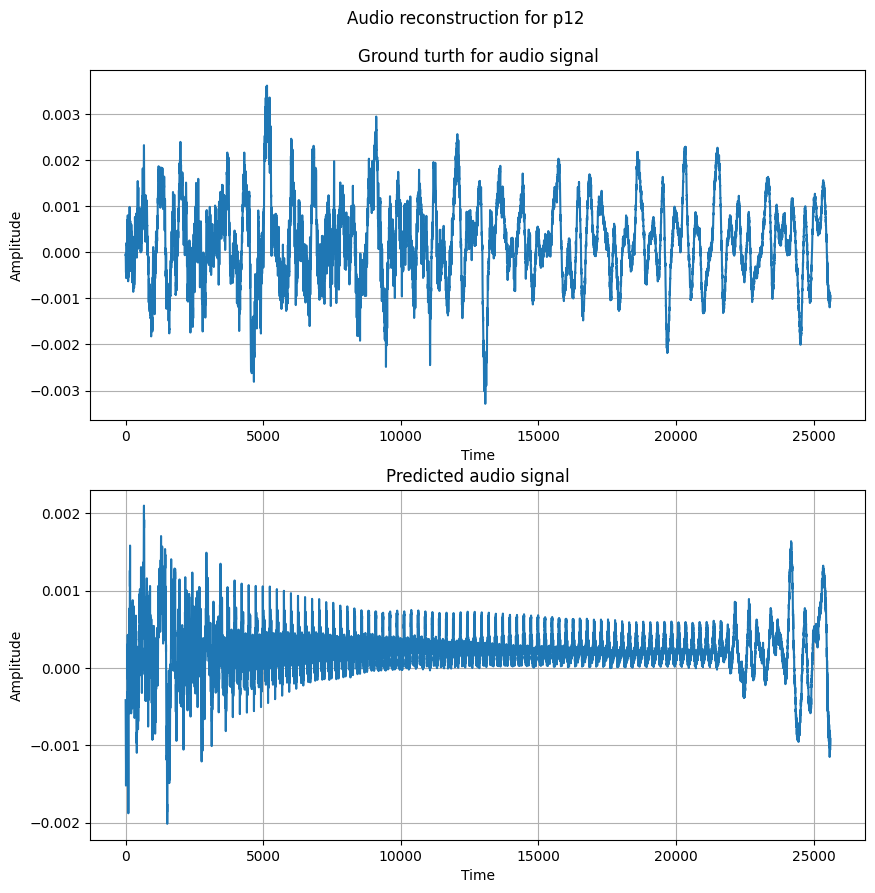 Audio reconstruction for p12
Ground turth for audio signal
Amplitude
0.003
0.002
0.001
0.000
−0.001
−0.002
−0.003
0 5000 10000 15000 20000 25000
Time
Predicted audio signal
Amplitude
0.002
0.001
0.000
−0.001
−0.002
0 5000 10000 15000 20000 25000
Time